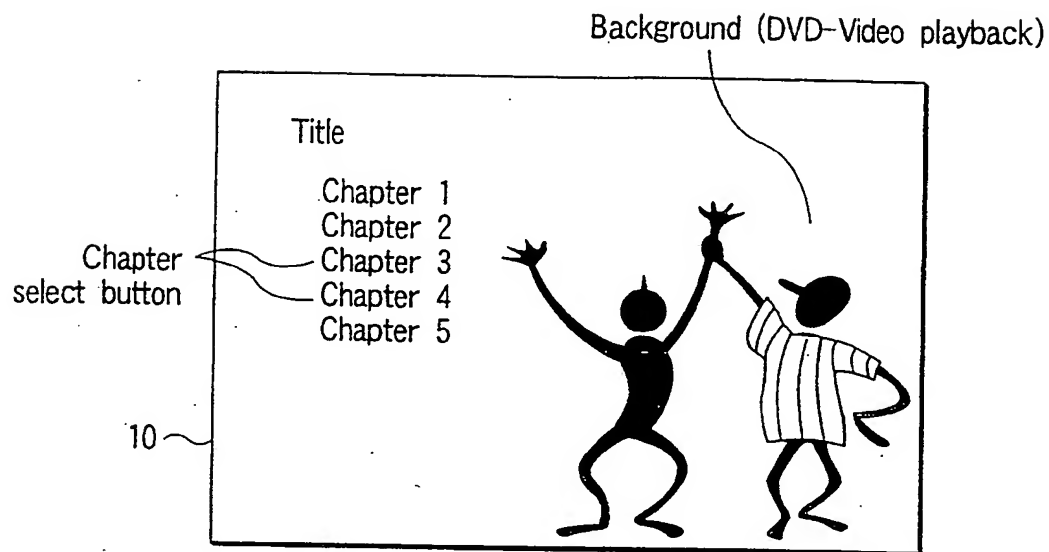 Background (DVD-Video playback)
Title
Chapter 1
Chapter 2
Chapter 3
Chapter 4
Chapter 5
Chapter
select button
10